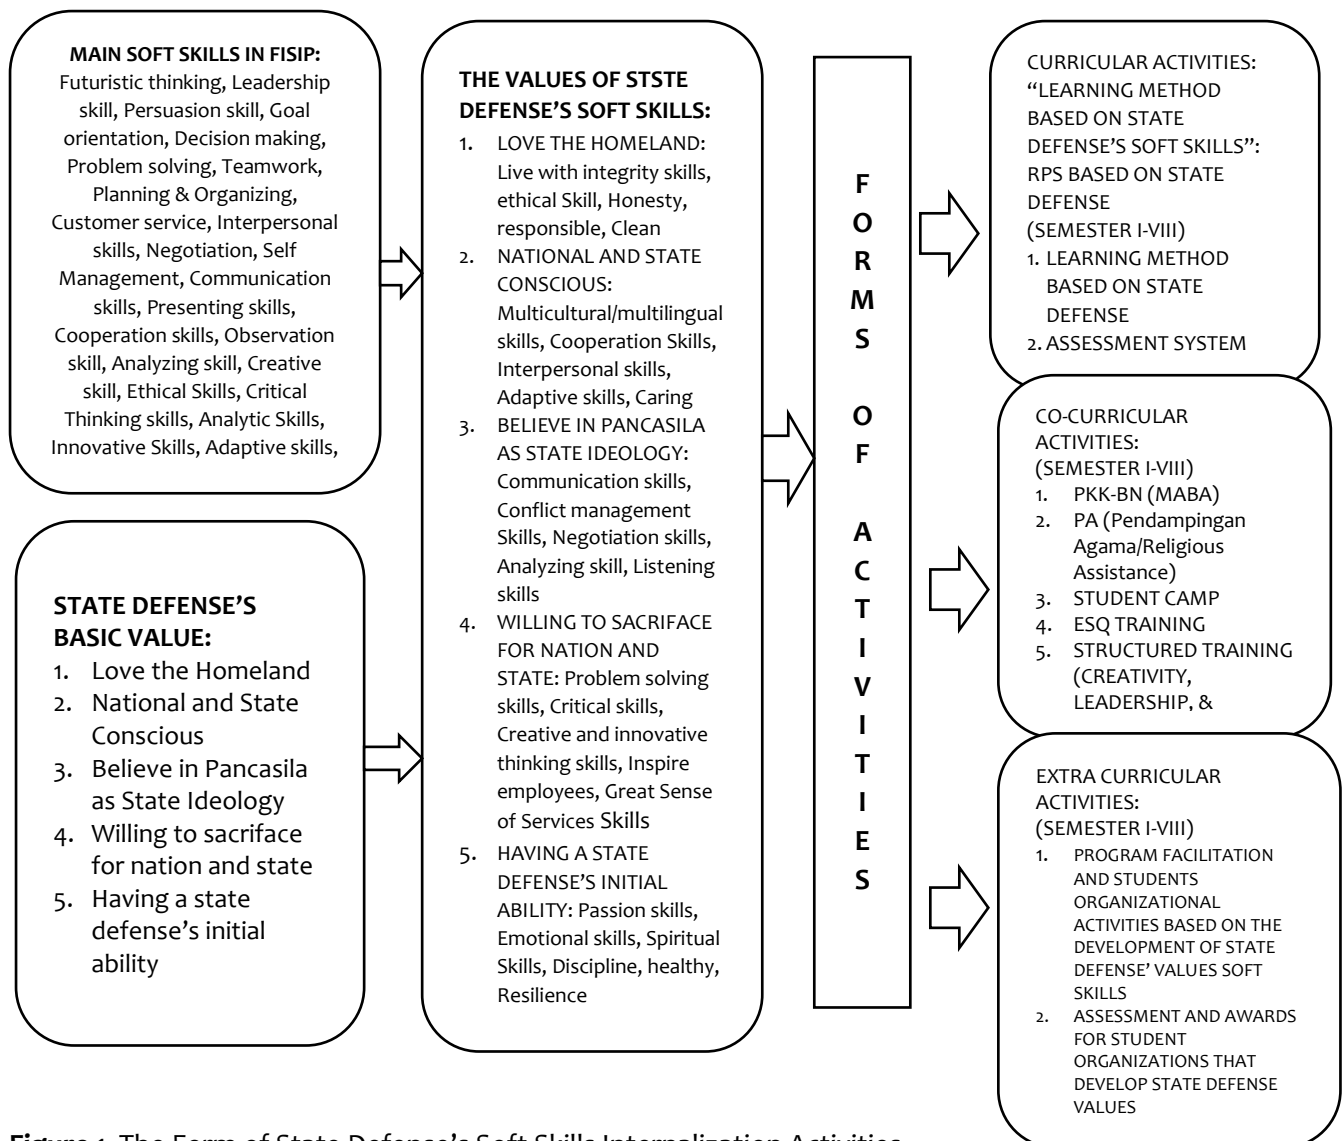 MAIN SOFT SKILLS IN FISIP:
Futuristic thinking, Leadership
skill, Persuasion skill, Goal
orientation, Decision making,
Problem solving, Teamwork,
Planning & Organizing,
Customer service, Interpersonal
skills, Negotiation, Self
Management, Communication
skills, Presenting skills,
Cooperation skills, Observation
skill, Analyzing skill, Creative
skill, Ethical Skills, Critical
Thinking skills, Analytic Skills,
Innovative Skills, Adaptive skills,
STATE DEFENSE’S
BASIC VALUE:
1. Love the Homeland
2. National and State
Conscious
3. Believe in Pancasila
as State Ideology
4. Willing to sacriface
for nation and state
5. Having a state
defense’s initial
ability
THE VALUES OF STSTE
DEFENSE’S SOFT SKILLS:
1. LOVE THE HOMELAND:
Live with integrity skills,
ethical Skill, Honesty,
responsible, Clean
2. NATIONAL AND STATE
CONSCIOUS:
Multicultural/multilingual
skills, Cooperation Skills,
Interpersonal skills,
Adaptive skills, Caring
3. BELIEVE IN PANCASILA
AS STATE IDEOLOGY:
Communication skills,
Conflict management
Skills, Negotiation skills,
Analyzing skill, Listening
skills
4. WILLING TO SACRIFACE
FOR NATION AND
STATE: Problem solving
skills, Critical skills,
Creative and innovative
thinking skills, Inspire
employees, Great Sense
of Services Skills
5. HAVING A STATE
DEFENSE’S INITIAL
ABILITY: Passion skills,
Emotional skills, Spiritual
Skills, Discipline, healthy,
Resilience
FORMS OF ACTIVITIES
CURRICULAR ACTIVITIES:
“LEARNING METHOD
BASED ON STATE
DEFENSE’S SOFT SKILLS”:
RPS BASED ON STATE
DEFENSE
(SEMESTER I-VIII)
1. LEARNING METHOD
BASED ON STATE
DEFENSE
2. ASSESSMENT SYSTEM
CO-CURRICULAR
ACTIVITIES:
(SEMESTER I-VIII)
1. PKK-BN (MABA)
2. PA (Pendampingan
Agama/Religious
Assistance)
3. STUDENT CAMP
4. ESQ TRAINING
5. STRUCTURED TRAINING
(CREATIVITY,
LEADERSHIP, &
EXTRA CURRICULAR
ACTIVITIES:
(SEMESTER I-VIII)
1. PROGRAM FACILITATION
AND STUDENTS
ORGANIZATIONAL
ACTIVITIES BASED ON THE
DEVELOPMENT OF STATE
DEFENSE’ VALUES SOFT
SKILLS
2. ASSESSMENT AND AWARDS
FOR STUDENT
ORGANIZATIONS THAT
DEVELOP STATE DEFENSE
VALUES
Figure 1. The Form of State Defense’s Soft Skills Internalization Activities